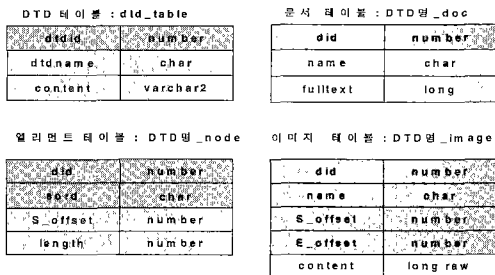 DTD 테이블 : dtd_table
dtdid number
dtdname char
content varchar2
문서 테이블 : DTD명_doc
did number
name char
fulltext long
엘리먼트 테이블 : DTD명_node
did number
sord char
S_offset number
length number
이미지 테이블 : DTD명_image
did number
name char
S_offset number
E_offset number
content long raw